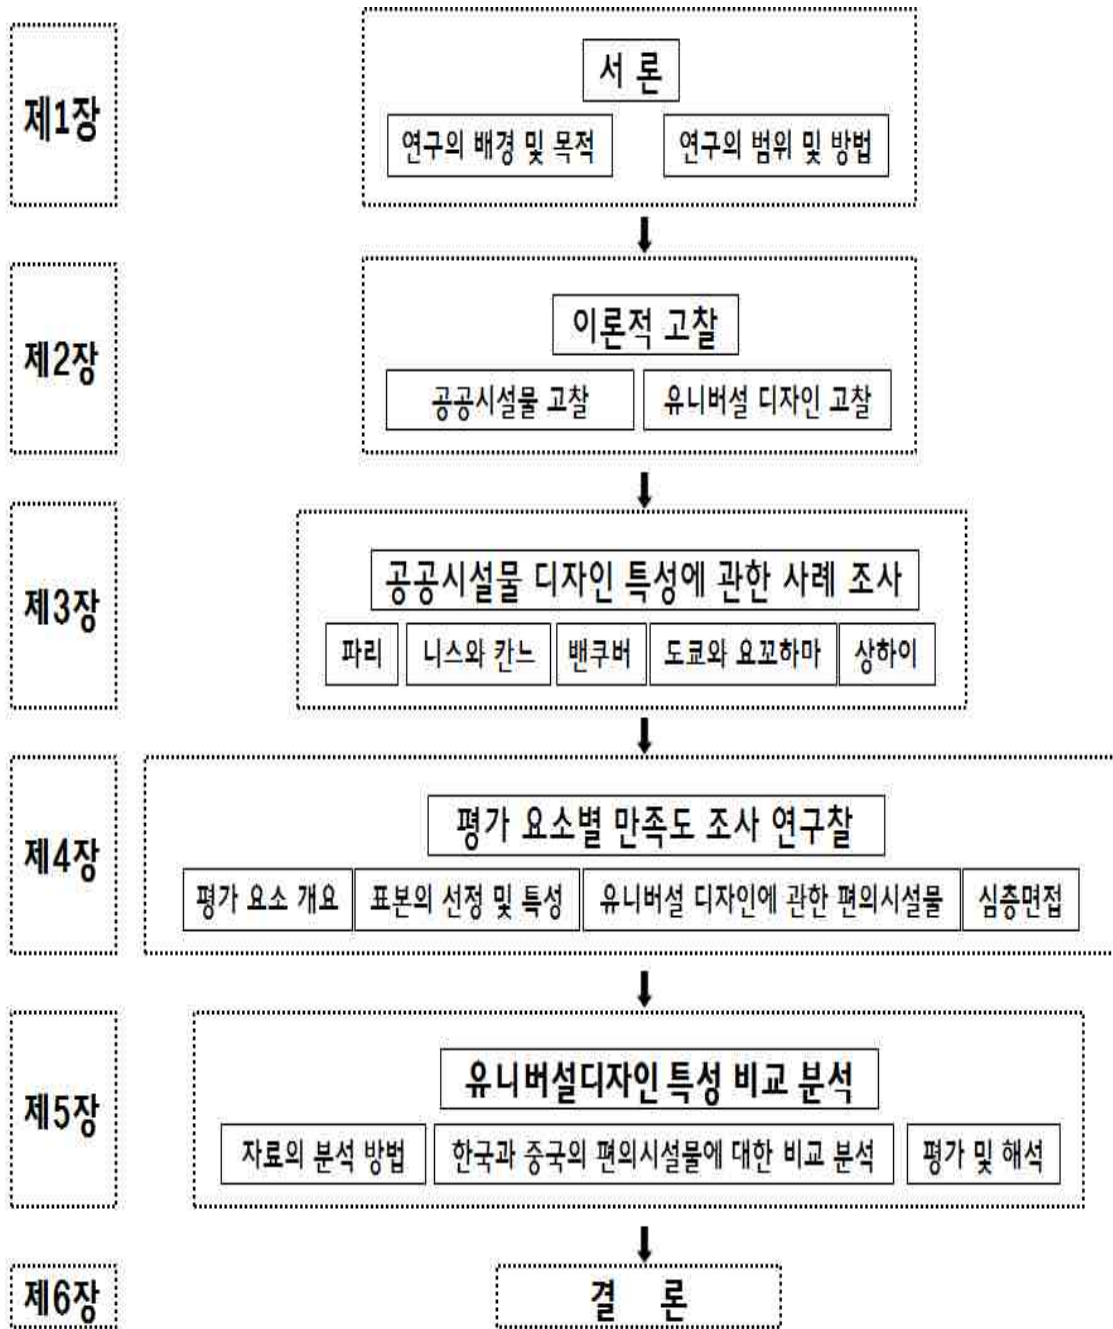 제1장
서 론
연구의 배경 및 목적 연구의 범위 및 방법
제2장
이론적 고찰
공공시설물 고찰 유니버설 디자인 고찰
제3장
공공시설물 디자인 특성에 관한 사례 조사
파리 니스와 칸느 밴쿠버 도쿄와 요꼬하마 상하이
제4장
평가 요소별 만족도 조사 연구찰
평가 요소 개요 표본의 선정 및 특성 유니버설 디자인에 관한 편의시설물 심층면접
제5장
유니버설디자인 특성 비교 분석
자료의 분석 방법 한국과 중국의 편의시설물에 대한 비교 분석 평가 및 해석
제6장
결 론